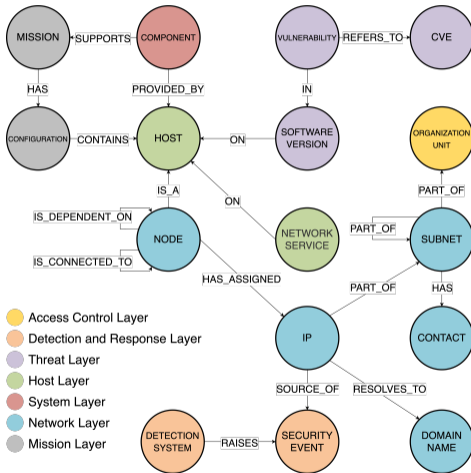 MISSION
SUPPORTS
COMPONENT
VULNERABILITY
REFERS_TO
CVE
HAS
PROVIDED_BY
IN
CONFIGURATION
CONTAINS
HOST
ON
SOFTWARE
VERSION
ORGANIZATION
UNIT
IS_A
ON
PART_OF
IS_DEPENDENT_ON
NODE
IS_CONNECTED_TO
NETWORK
SERVICE
PART_OF
SUBNET
HAS_ASSIGNED
PART_OF
HAS
IP
CONTACT
Access Control Layer
Detection and Response Layer
Threat Layer
Host Layer
System Layer
Network Layer
Mission Layer
SOURCE_OF
RESOLVES_TO
DETECTION
SYSTEM
RAISES
SECURITY
EVENT
DOMAIN
NAME